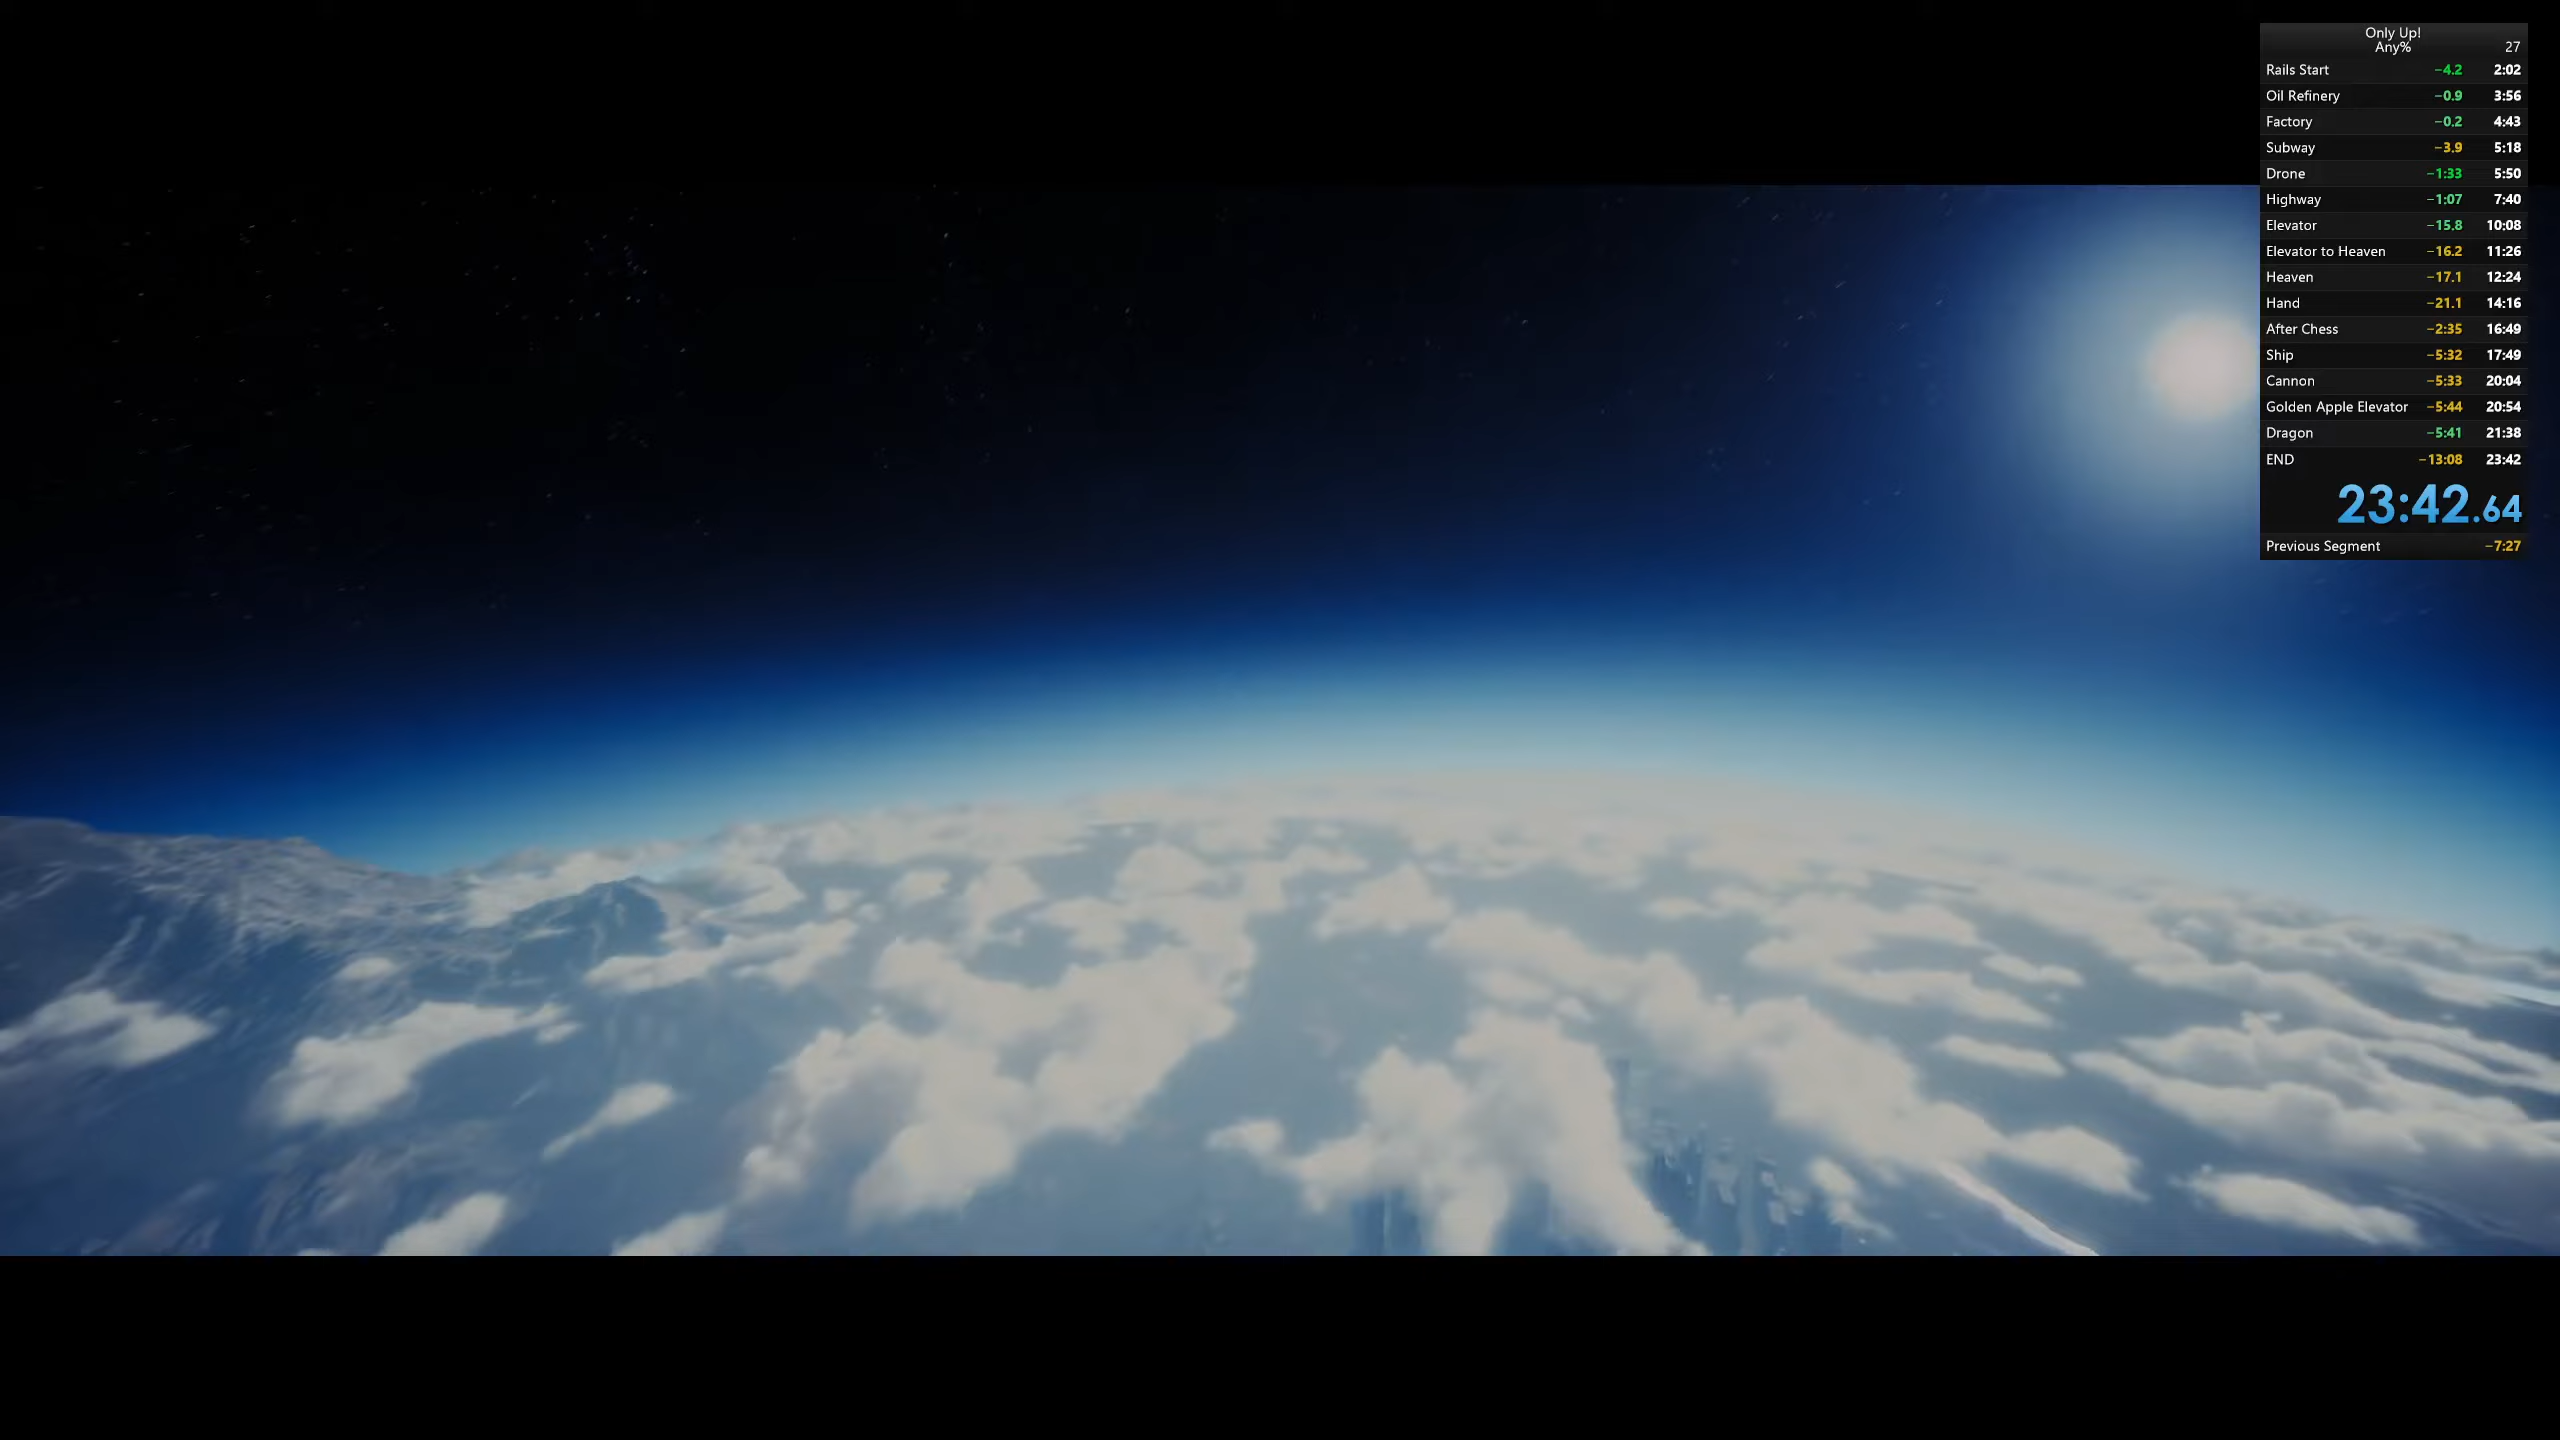 Only Up!
Any% 27
Rails Start −4.2 2:02
Oil Refinery −0.9 3:56
Factory −0.2 4:43
Subway −3.9 5:18
Drone −1:33 5:50
Highway −1:07 7:40
Elevator −15.8 10:08
Elevator to Heaven −16.2 11:26
Heaven −17.1 12:24
Hand −21.1 14:16
After Chess −2:35 16:49
Ship −5:32 17:49
Cannon −5:33 20:04
Golden Apple Elevator −5:44 20:54
Dragon −5:41 21:38
END −13:08 23:42
23:42.64
Previous Segment −7:27